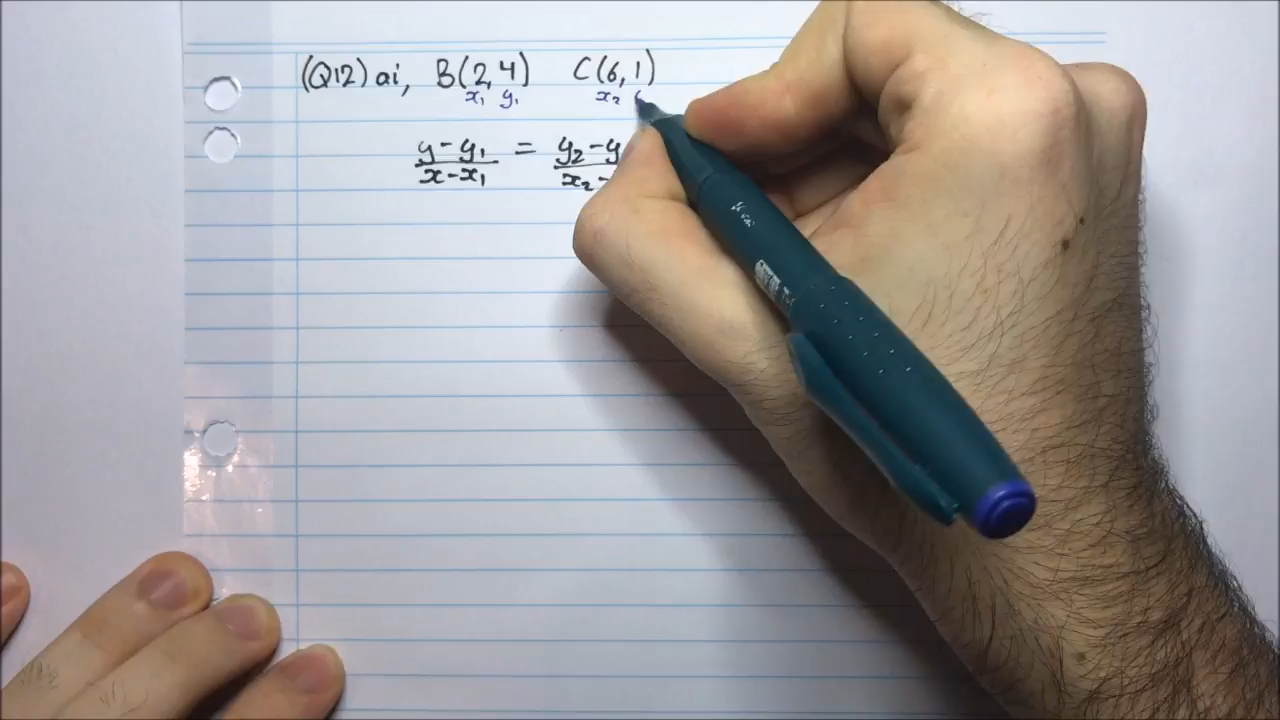 (Q12) ai, B(2,4) C(6,1)
x₁ y₁ x₂
y-y₁/x-x₁ = y₂-y/x₂-